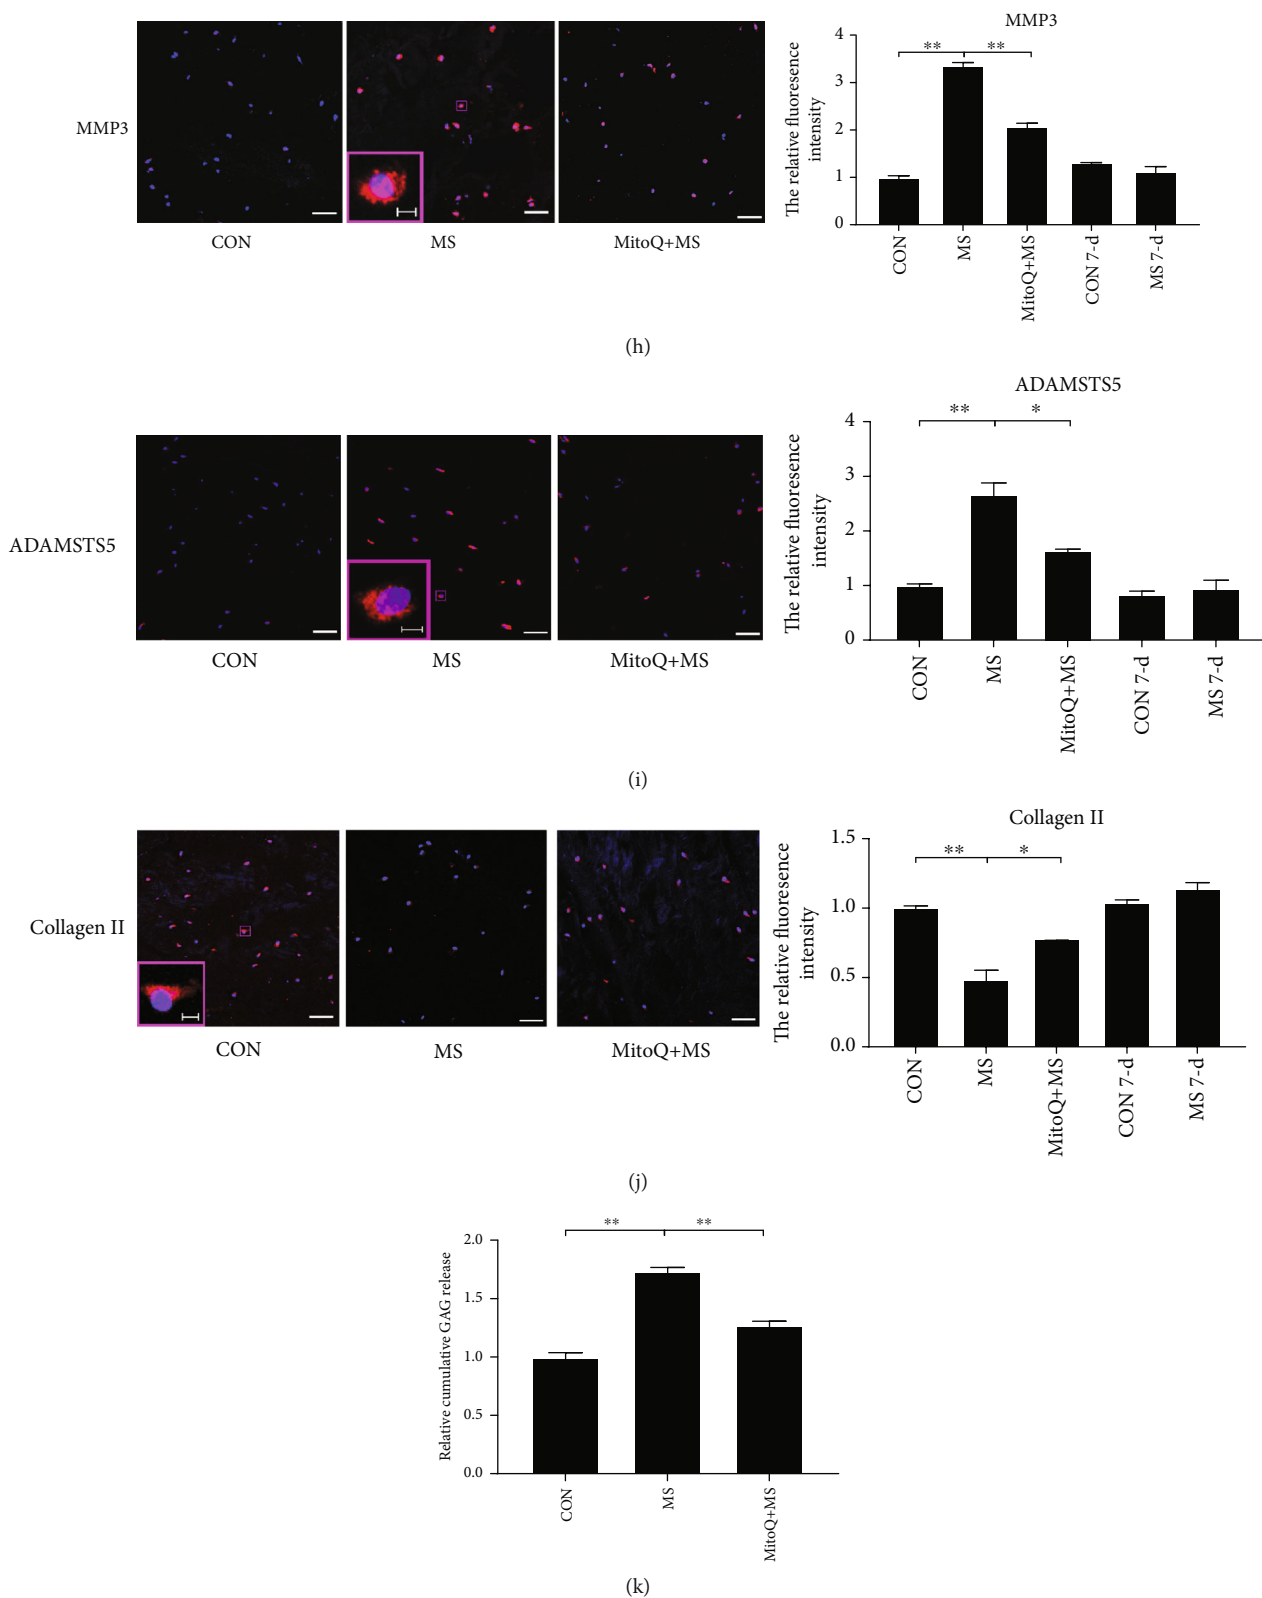 MMP3
CON
MS
MitoQ+MS
MMP3
The relative fluoresence
intensity
4
3
2
1
0
**
**
CON
MS
MitoQ+MS
CON 7-d
MS 7-d
(h)
ADAMSTS5
CON
MS
MitoQ+MS
ADAMSTS5
The relative fluoresence
intensity
4
3
2
1
0
**
*
CON
MS
MitoQ+MS
CON 7-d
MS 7-d
(i)
Collagen II
CON
MS
MitoQ+MS
Collagen II
The relative fluoresence
intensity
1.5
1.0
0.5
0.0
**
*
CON
MS
MitoQ+MS
CON 7-d
MS 7-d
(j)
Relative cumulative GAG release
2.0
1.5
1.0
0.5
0.0
**
**
CON
MS
MitoQ+MS
(k)